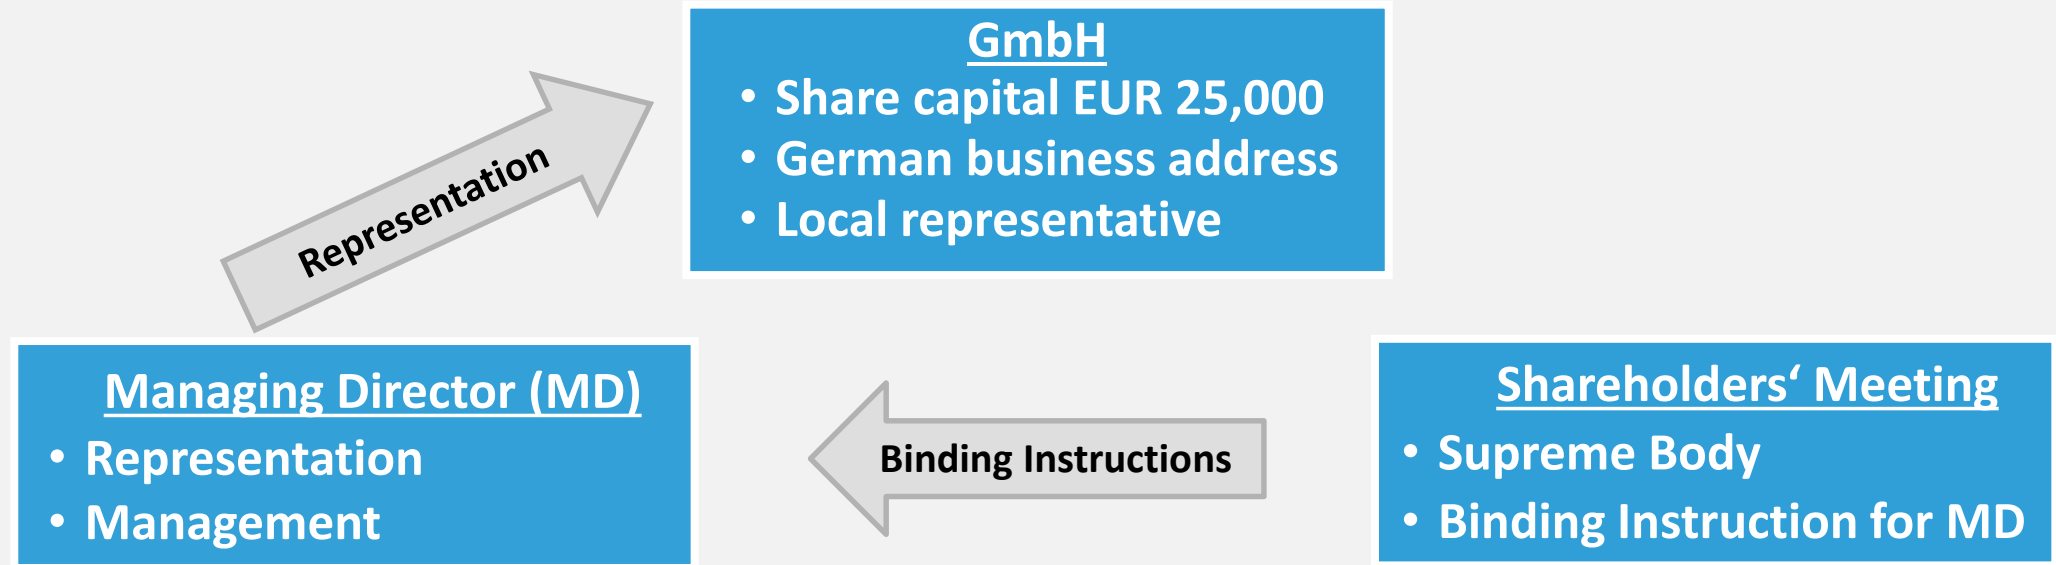 GmbH
• Share capital EUR 25,000
• German business address
• Local representative
Representation
Managing Director (MD)
• Representation
• Management
Binding Instructions
Shareholders‘ Meeting
• Supreme Body
• Binding Instruction for MD